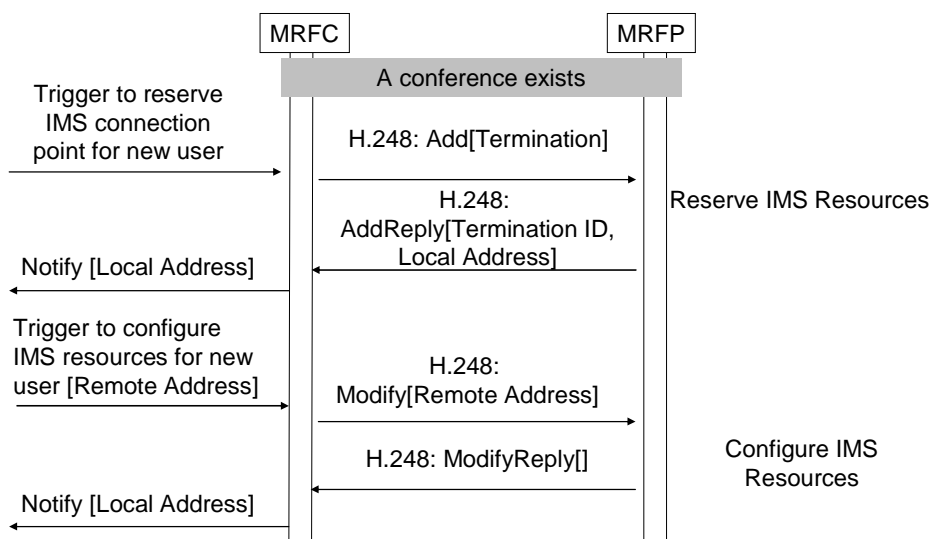 MRFC
MRFP
A conference exists
Trigger to reserve
IMS connection
point for new user
H.248: Add[Termination]
Reserve IMS Resources
H.248:
AddReply[Termination ID,
Local Address]
Notify [Local Address]
Trigger to configure
IMS resources for new
user [Remote Address]
H.248:
Modify[Remote Address]
Configure IMS
Resources
H.248: ModifyReply[]
Notify [Local Address]